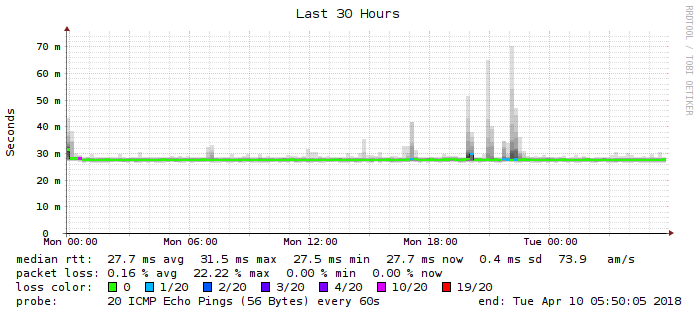 Last 30 Hours
RRDTOOL / TOBI OETIKER
Seconds
70 m
60 m
50 m
40 m
30 m
20 m
10 m
0
Mon 00:00 Mon 06:00 Mon 12:00 Mon 18:00 Tue 00:00
median rtt: 27.7 ms avg 31.5 ms max 27.5 ms min 27.7 ms now 0.4 ms sd 73.9 am/s
packet loss: 0.16 % avg 22.22 % max 0.00 % min 0.00 % now
loss color: 0 1/20 2/20 3/20 4/20 10/20 19/20
probe: 20 ICMP Echo Pings (56 Bytes) every 60s end: Tue Apr 10 05:50:05 2018